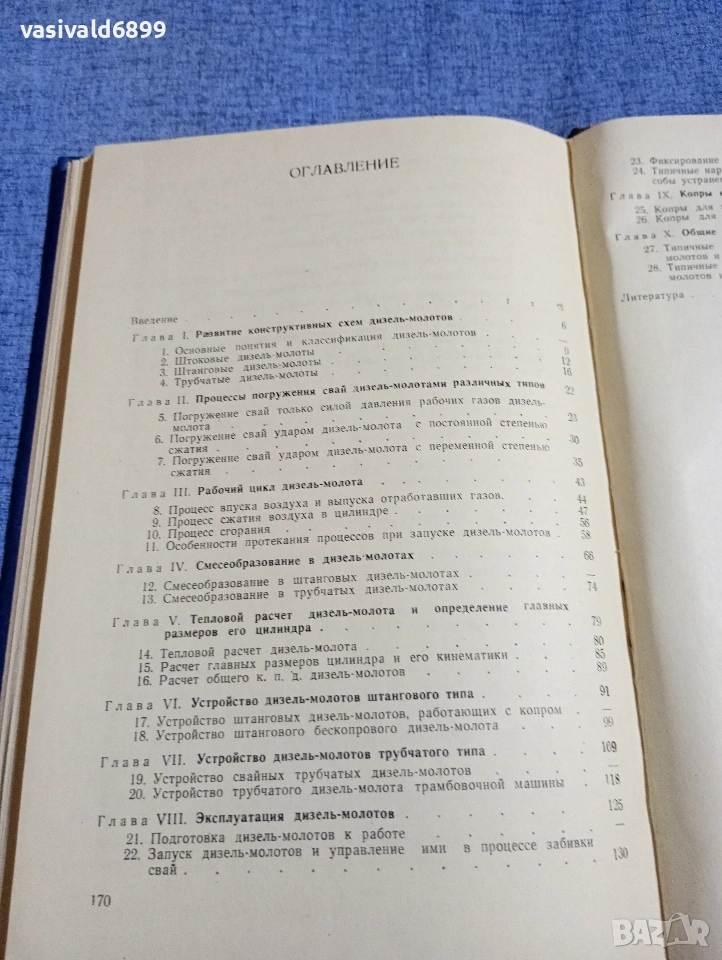 vasivald6899
ОГЛАВЛЕНИЕ
Введение . . . . . . . . . . 3
Глава I. Развитие конструктивных схем дизель-молотов . . . 6
1. Основные понятия и классификация дизель-молотов . . . —
2. Штоковые дизель-молоты . . . . . . 9
3. Штанговые дизель-молоты . . . . . . 12
4. Трубчатые дизель-молоты . . . . . . 16
Глава II. Процессы погружения свай дизель-молотами различных типов 22
5. Погружение свай только силой давления рабочих газов дизель-
молота . . . . . . . . . 23
6. Погружение свай ударом дизель-молота с постоянной степенью
сжатия . . . . . . . . . 30
7. Погружение свай ударом дизель-молота с переменной степенью
сжатия . . . . . . . . . 35
Глава III. Рабочий цикл дизель-молота . . . . . 43
8. Процесс впуска воздуха и выпуска отработавших газов. . . 44
9. Процесс сжатия воздуха в цилиндре . . . . . 47
10. Процесс сгорания . . . . . . . 56
11. Особенности протекания процессов при запуске дизель-молотов . 58
Глава IV. Смесеобразование в дизель-молотах . . . . 66
12. Смесеобразование в штанговых дизель-молотах . . . —
13. Смесеобразование в трубчатых дизель-молотах . . . 74
Глава V. Тепловой расчет дизель-молота и определение главных
размеров его цилиндра . . . . . . . 79
14. Тепловой расчет дизель-молота . . . . . 80
15. Расчет главных размеров цилиндра и его кинематики . . . 85
16. Расчет общего к. п. д. дизель-молотов . . . . 89
Глава VI. Устройство дизель-молотов штангового типа . . . 91
17. Устройство штанговых дизель-молотов, работающих с копром . —
18. Устройство штангового бескопрового дизель-молота . . . 99
Глава VII. Устройство дизель-молотов трубчатого типа . . . 109
19. Устройство свайных трубчатых дизель-молотов . . . —
20. Устройство трубчатого дизель-молота трамбовочной машины . 118
Глава VIII. Эксплуатация дизель-молотов . . . . . 125
21. Подготовка дизель-молотов к работе . . . . —
22. Запуск дизель-молотов и управление ими в процессе забивки
свай . . . . . . . . . 130
170
23. Фиксирование
24. Типичные нар
собы устранен
Глава IX. Копры
25. Копры для
26. Копры для
Глава X. Общие
27. Типичные
молотов и
28. Типичные
молотов
Литература .
BAZAR